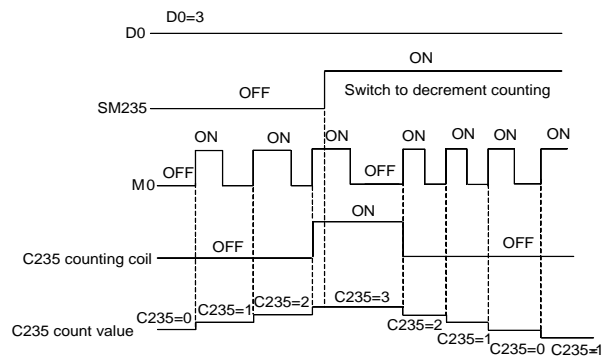 D0=3
D0
ON
OFF
Switch to decrement counting
SM235
ON ON ON ON ON ON ON
OFF OFF
M0
ON
OFF OFF
C235 counting coil
C235=0 C235=1 C235=2 C235=3
C235=2 C235=1 C235=0 C235=-1
C235 count value